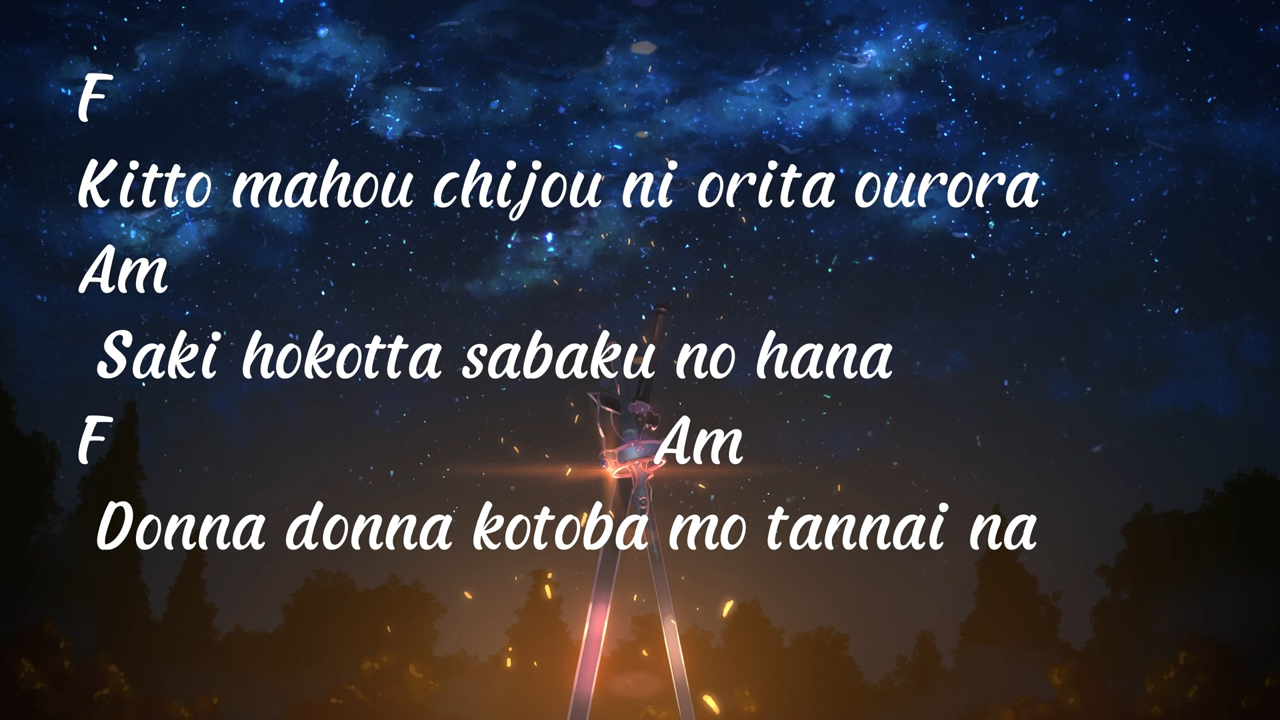 F
Kitto mahou chijou ni orita ourora
Am
Saki hokotta sabaku no hana
F Am
Donna donna kotoba mo tannai na